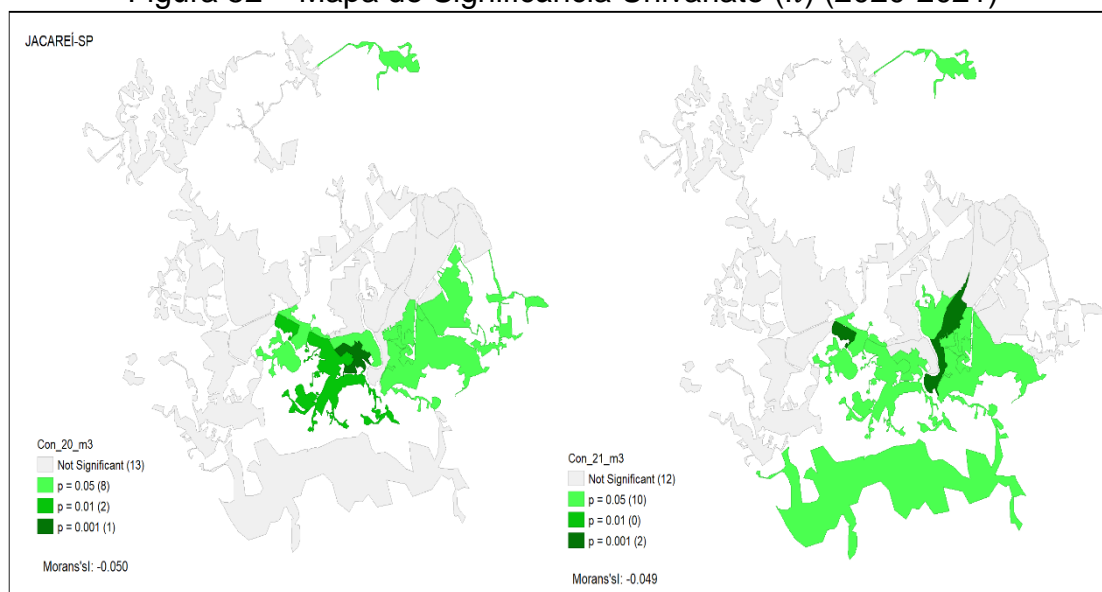 JACAREÍ-SP
Con_20_m3
Not Significant (13)
p = 0.05 (8)
p = 0.01 (2)
p = 0.001 (1)
Morans'sI: -0.050
Con_21_m3
Not Significant (12)
p = 0.05 (10)
p = 0.01 (0)
p = 0.001 (2)
Morans'sI: -0.049